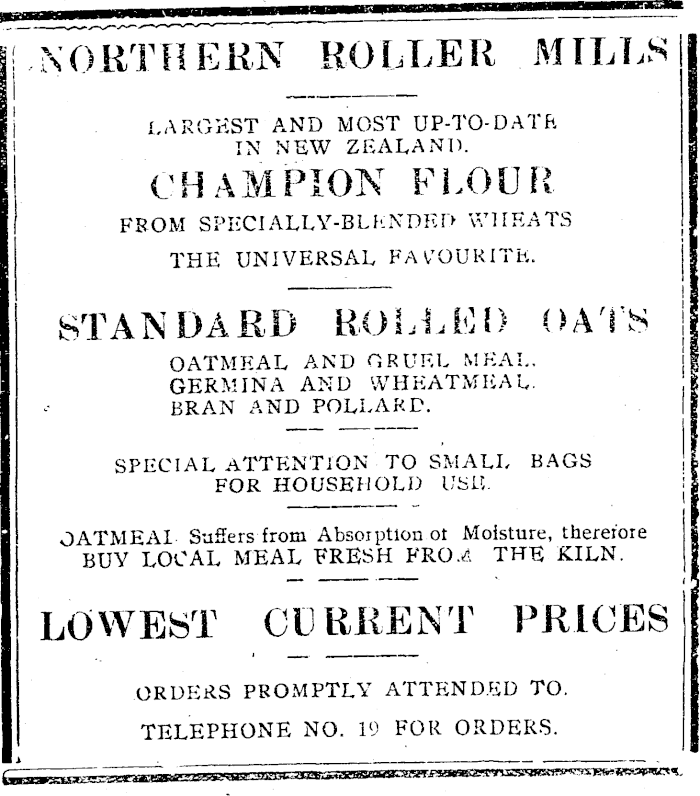 NORTHERN ROLLER MILLS
LARGEST AND MOST UP-TO-DATE
IN NEW ZEALAND.
CHAMPION FLOUR
FROM SPECIALLY-BLENDED WHEATS
THE UNIVERSAL FAVOURITE.
STANDARD ROLLED OATS
OATMEAL AND GRUEL MEAL.
GERMINA AND WHEATMEAL.
BRAN AND POLLARD.
SPECIAL ATTENTION TO SMALL BAGS
FOR HOUSEHOLD USE.
OATMEAL Suffers from Absorption of Moisture, therefore
BUY LOCAL MEAL FRESH FROM THE KILN.
LOWEST CURRENT PRICES
ORDERS PROMPTLY ATTENDED TO.
TELEPHONE NO. 19 FOR ORDERS.